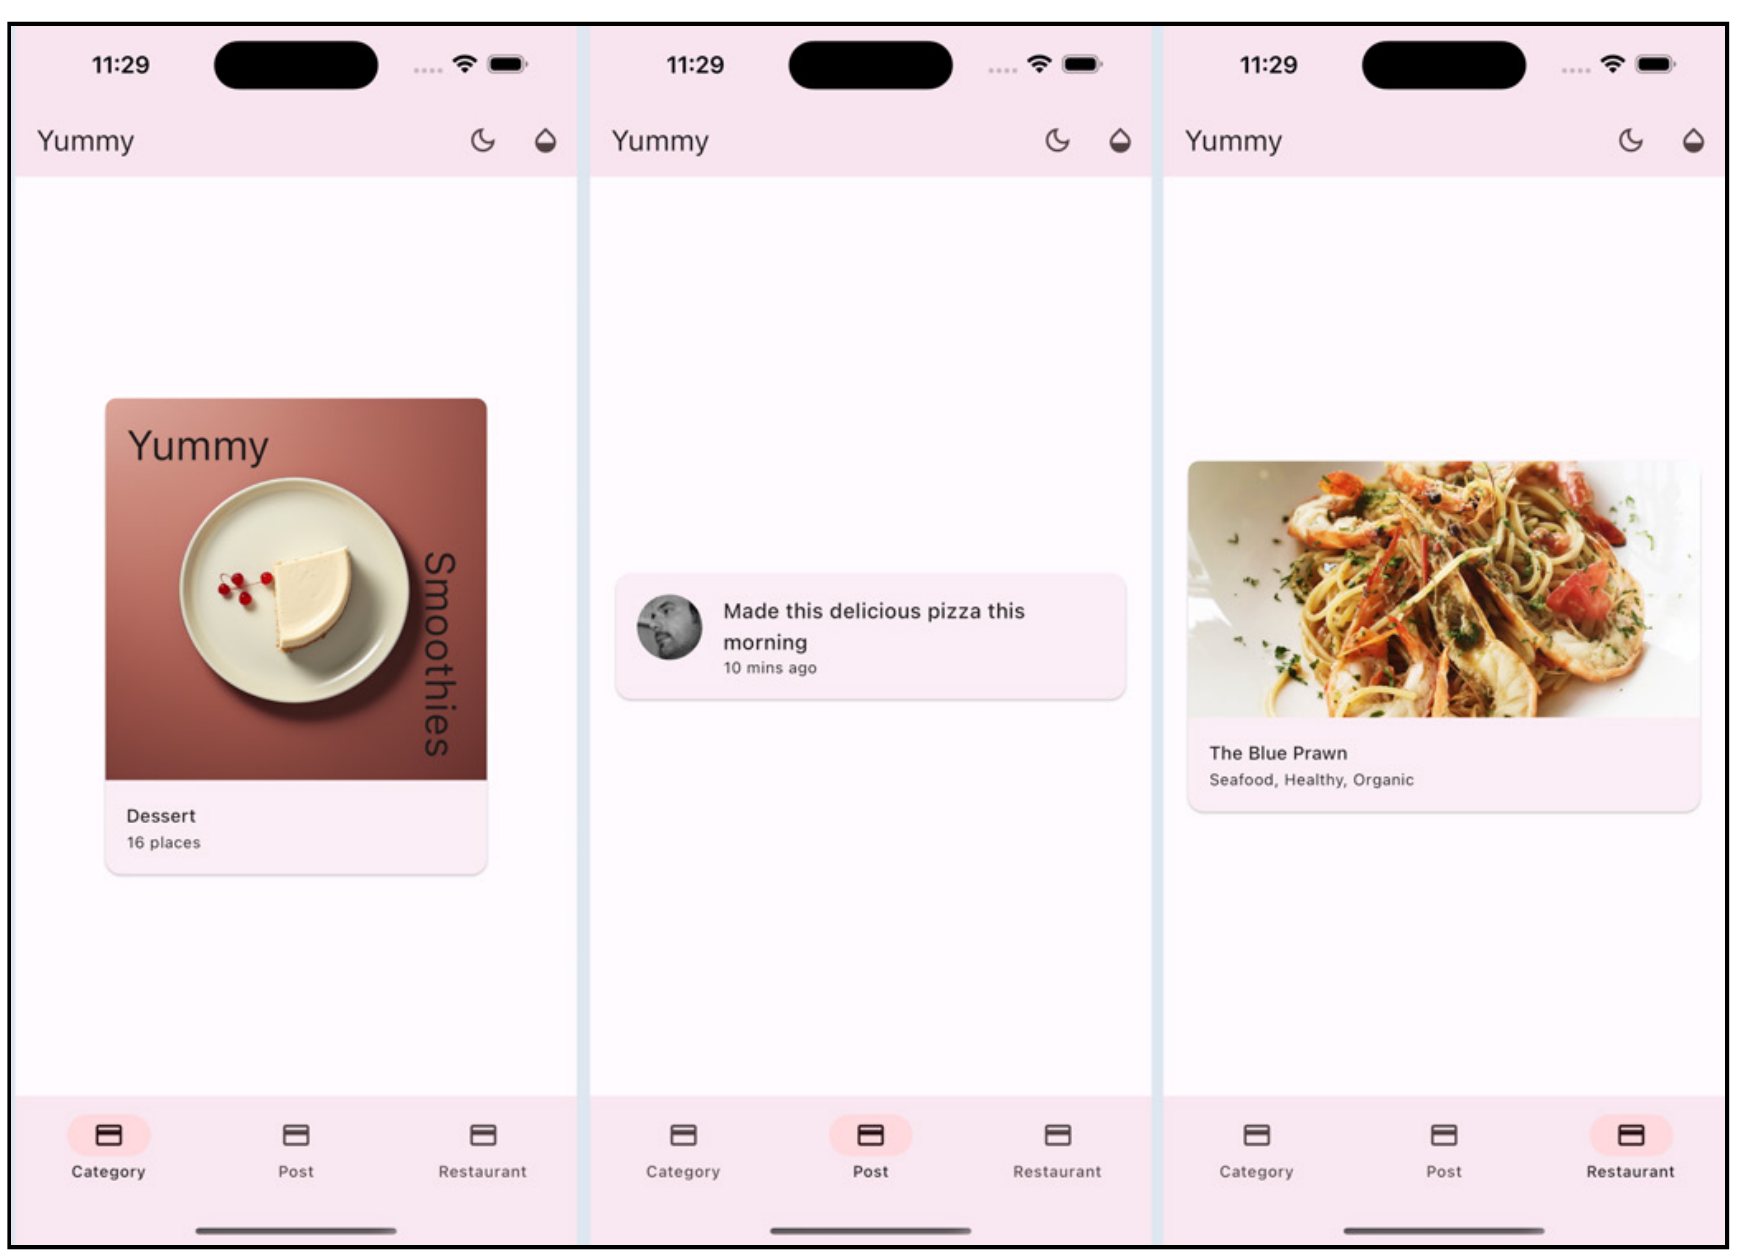 11:29
Yummy
Yummy
Smoothies
Dessert
16 places
Category
Post
Restaurant
11:29
Yummy
Made this delicious pizza this
morning
10 mins ago
Category
Post
Restaurant
11:29
Yummy
The Blue Prawn
Seafood, Healthy, Organic
Category
Post
Restaurant